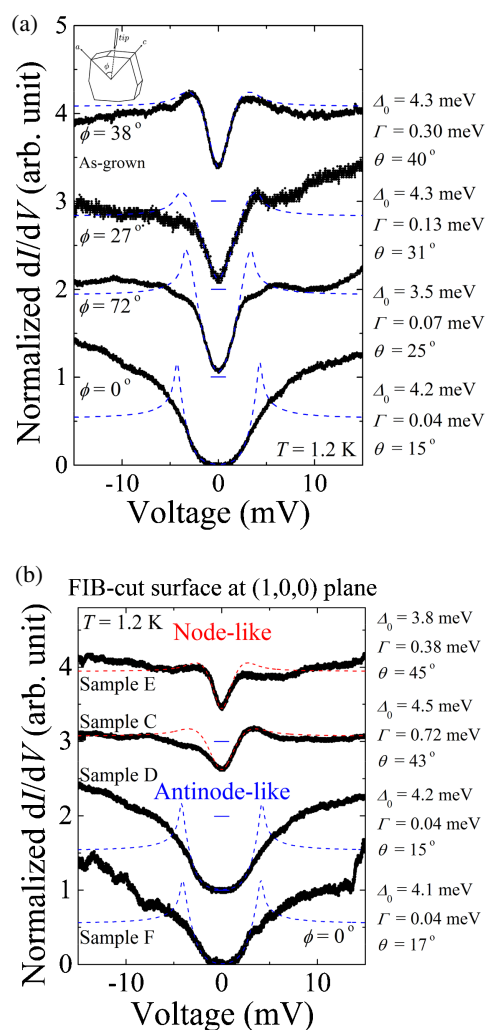 (a)
tip
a
c
ϕ
5
4
3
2
1
0
Normalized dI/dV (arb. unit)
ϕ = 38°
As-grown
ϕ = 27°
ϕ = 72°
ϕ = 0°
T = 1.2 K
Δ0 = 4.3 meV
Γ = 0.30 meV
θ = 40°
Δ0 = 4.3 meV
Γ = 0.13 meV
θ = 31°
Δ0 = 3.5 meV
Γ = 0.07 meV
θ = 25°
Δ0 = 4.2 meV
Γ = 0.04 meV
θ = 15°
-10 0 10
Voltage (mV)
(b)
FIB-cut surface at (1,0,0) plane
4
3
2
1
0
Normalized dI/dV (arb. unit)
T = 1.2 K
Node-like
Sample E
Sample C
Sample D
Antinode-like
Sample F
ϕ = 0°
Δ0 = 3.8 meV
Γ = 0.38 meV
θ = 45°
Δ0 = 4.5 meV
Γ = 0.72 meV
θ = 43°
Δ0 = 4.2 meV
Γ = 0.04 meV
θ = 15°
Δ0 = 4.1 meV
Γ = 0.04 meV
θ = 17°
-10 0 10
Voltage (mV)